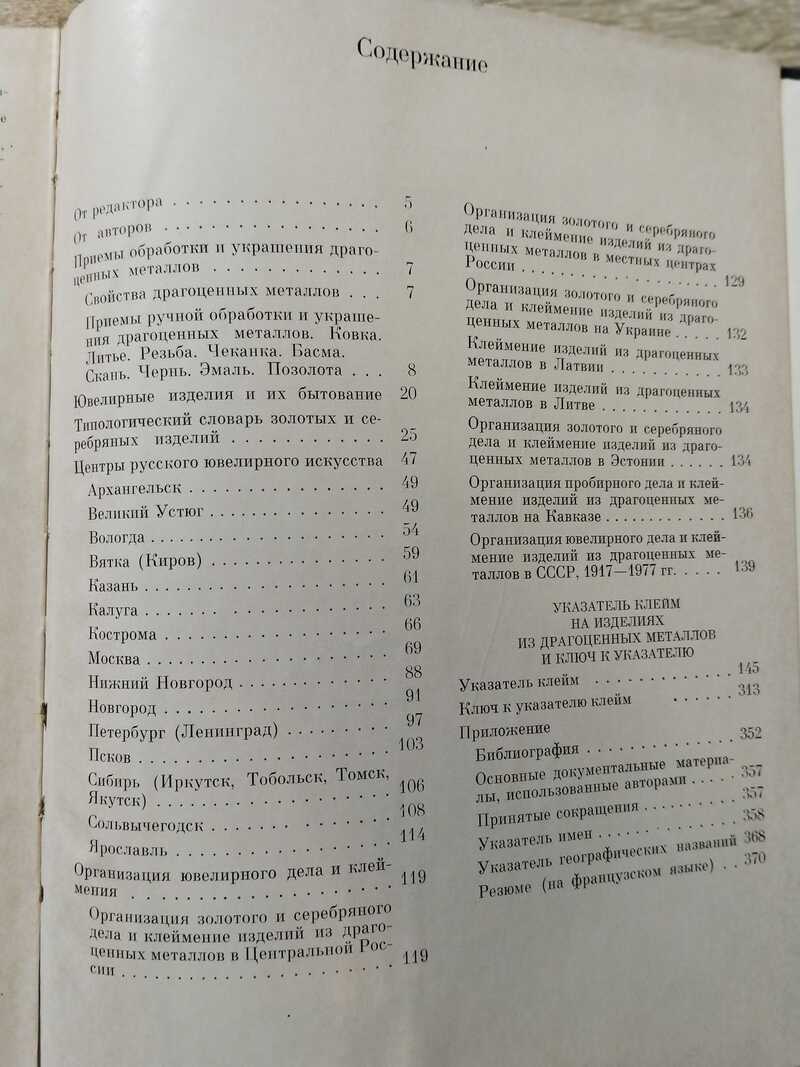 Содержание
От редактора . . . . . . . . . . . . . . . 5
От авторов . . . . . . . . . . . . . . . 6
Приемы обработки и украшения драго-
ценных металлов . . . . . . . . . . . . 7
Свойства драгоценных металлов . . . 7
Приемы ручной обработки и украше-
ния драгоценных металлов. Ковка.
Литье. Резьба. Чеканка. Басма.
Скань. Чернь. Эмаль. Позолота . . . 8
Ювелирные изделия и их бытование 20
Типологический словарь золотых и се-
ребряных изделий . . . . . . . . . . . . 25
Центры русского ювелирного искусства 47
Архангельск . . . . . . . . . . . . . . . 49
Великий Устюг . . . . . . . . . . . . . 49
Вологда . . . . . . . . . . . . . . . . . 54
Вятка (Киров) . . . . . . . . . . . . . 59
Казань . . . . . . . . . . . . . . . . . . 61
Калуга . . . . . . . . . . . . . . . . . . 63
Кострома . . . . . . . . . . . . . . . . 66
Москва . . . . . . . . . . . . . . . . . . 69
Нижний Новгород . . . . . . . . . . . 88
Новгород . . . . . . . . . . . . . . . . 91
Петербург (Ленинград) . . . . . . . . 97
Псков . . . . . . . . . . . . . . . . . . 103
Сибирь (Иркутск, Тобольск, Томск,
Якутск) . . . . . . . . . . . . . . . . . 106
Сольвычегодск . . . . . . . . . . . . . 108
Ярославль . . . . . . . . . . . . . . . . 114
Организация ювелирного дела и клей-
мения . . . . . . . . . . . . . . . . . . 119
Организация золотого и серебряного
дела и клеймение изделий из драго-
ценных металлов в Центральной Рос-
сии . . . . . . . . . . . . . . . . . . . . 119
Организация золотого и серебряного
дела и клеймение изделий из драго-
ценных металлов в местных центрах
России . . . . . . . . . . . . . . . . . . 129
Организация золотого и серебряного
дела и клеймение изделий из драго-
ценных металлов на Украине . . . . . 132
Клеймение изделий из драгоценных
металлов в Латвии . . . . . . . . . . . 133
Клеймение изделий из драгоценных
металлов в Литве . . . . . . . . . . . . 134
Организация золотого и серебряного
дела и клеймение изделий из драго-
ценных металлов в Эстонии . . . . . . 134
Организация пробирного дела и клей-
мение изделий из драгоценных ме-
таллов на Кавказе . . . . . . . . . . . . 136
Организация ювелирного дела и клей-
мение изделий из драгоценных ме-
таллов в СССР, 1917—1977 гг. . . . . 139
УКАЗАТЕЛЬ КЛЕЙМ
НА ИЗДЕЛИЯХ
ИЗ ДРАГОЦЕННЫХ МЕТАЛЛОВ
И КЛЮЧ К УКАЗАТЕЛЮ
Указатель клейм . . . . . . . . . . . . 145
Ключ к указателю клейм . . . . . . 313
Приложение
Библиография . . . . . . . . . . . . . 352
Основные документальные материа-
лы, использованные авторами . . . . . 357
Принятые сокращения . . . . . . . . . 357
Указатель имен . . . . . . . . . . . . . 358
Указатель географических названий 368
Резюме (на французском языке) . . 370